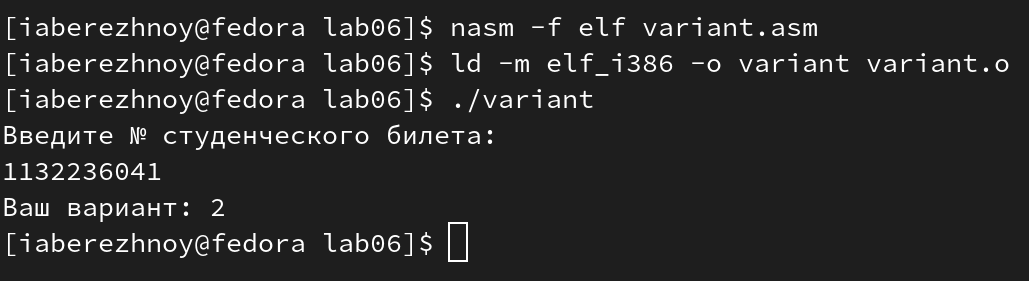 [iaberezhnoy@fedora lab06]$ nasm -f elf variant.asm
[iaberezhnoy@fedora lab06]$ ld -m elf_i386 -o variant variant.o
[iaberezhnoy@fedora lab06]$ ./variant
Введите № студенческого билета:
1132236041
Ваш вариант: 2
[iaberezhnoy@fedora lab06]$